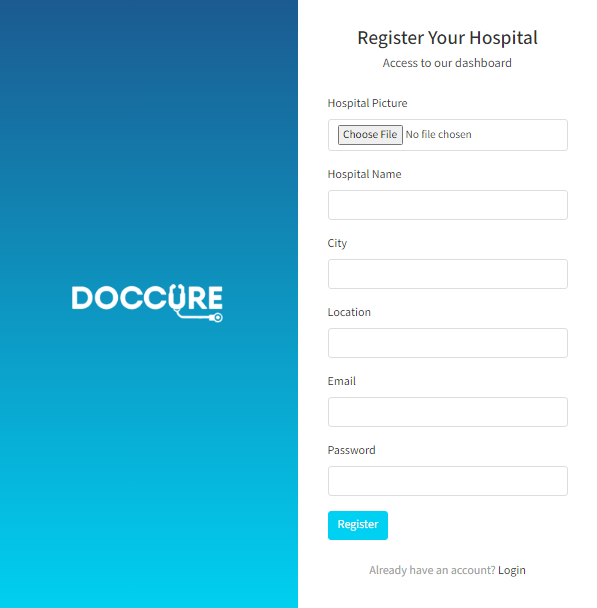 DOCCURE
Register Your Hospital
Access to our dashboard
Hospital Picture
Choose File No file chosen
Hospital Name
City
Location
Email
Password
Register
Already have an account? Login